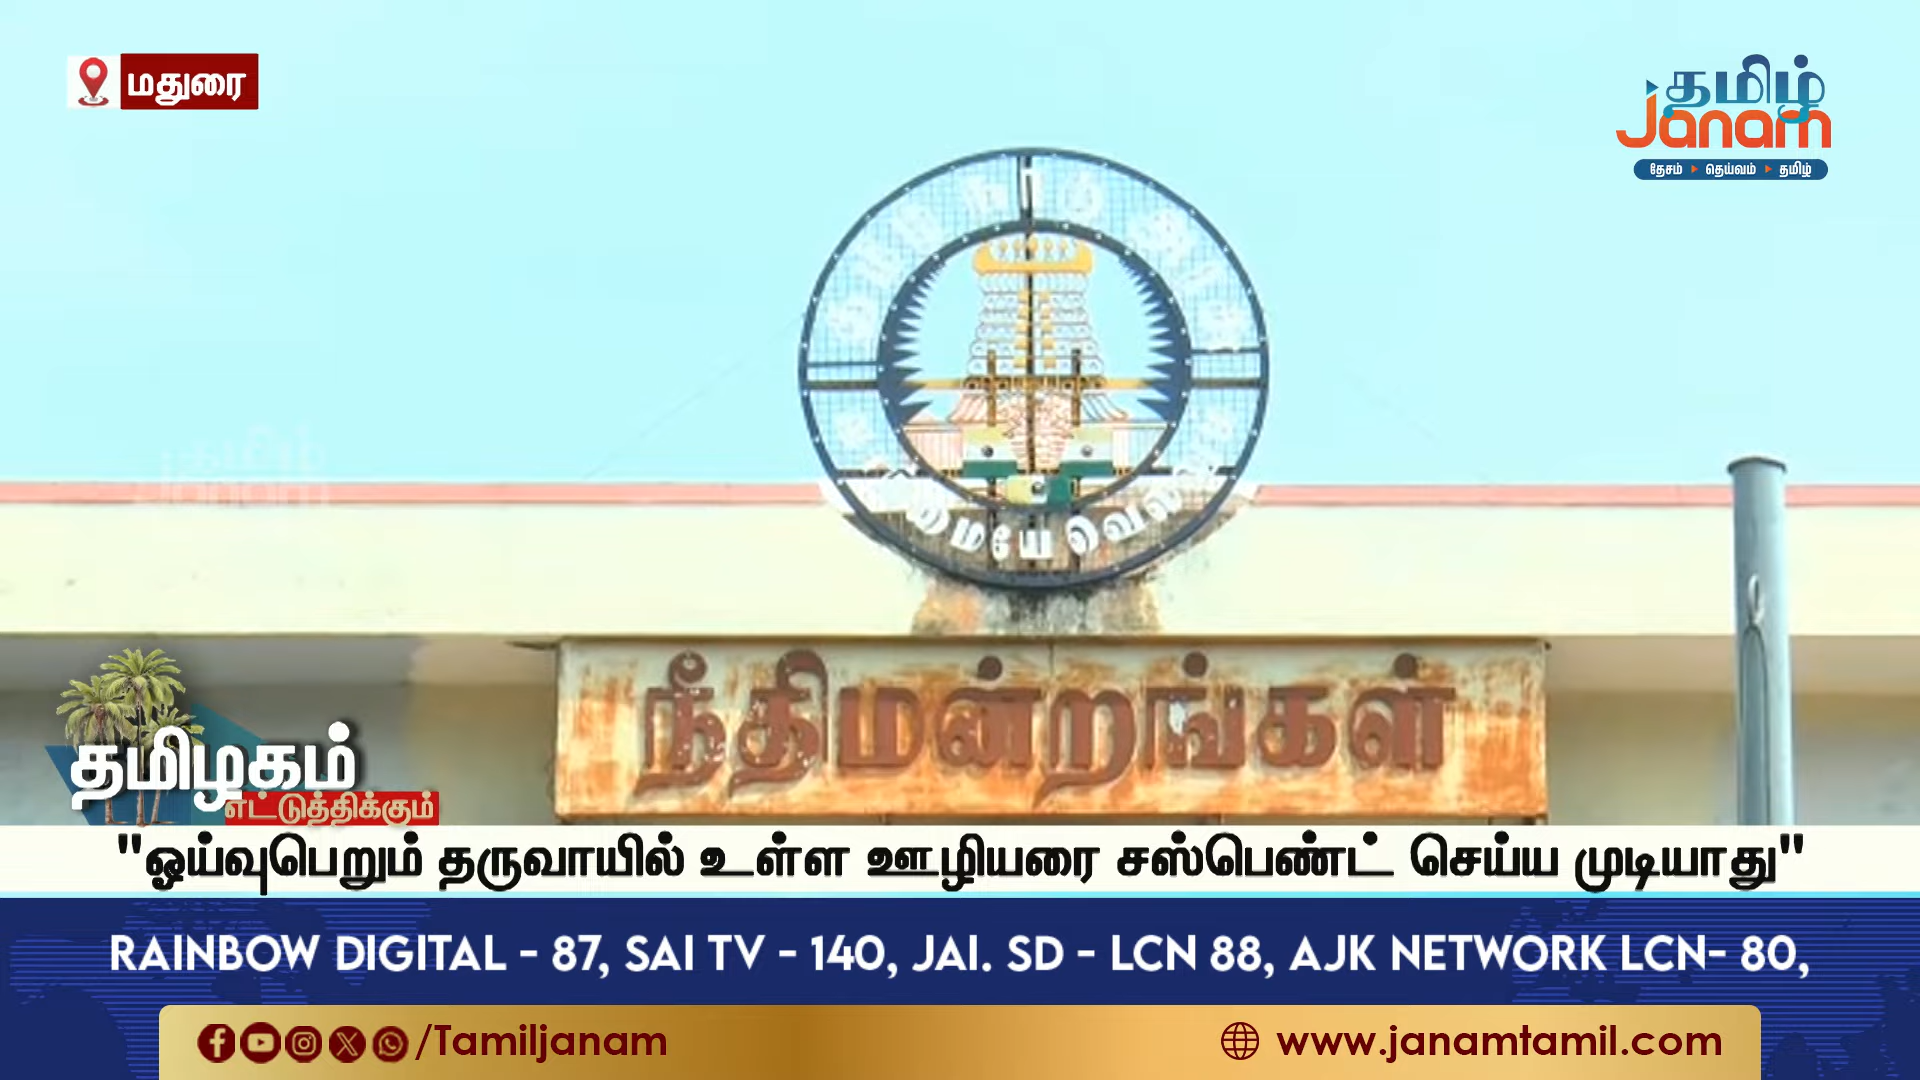 மதுரை
தமிழ்
Janam
தேசம் தெய்வம் தமிழ்
நீதிமன்றங்கள்
தமிழகம்
எட்டுத்திக்கும்
"ஓய்வுபெறும் தருவாயில் உள்ள ஊழியரை சஸ்பெண்ட் செய்ய முடியாது"
RAINBOW DIGITAL - 87, SAI TV - 140, JAI. SD - LCN 88, AJK NETWORK LCN- 80,
/Tamiljanam
www.janamtamil.com